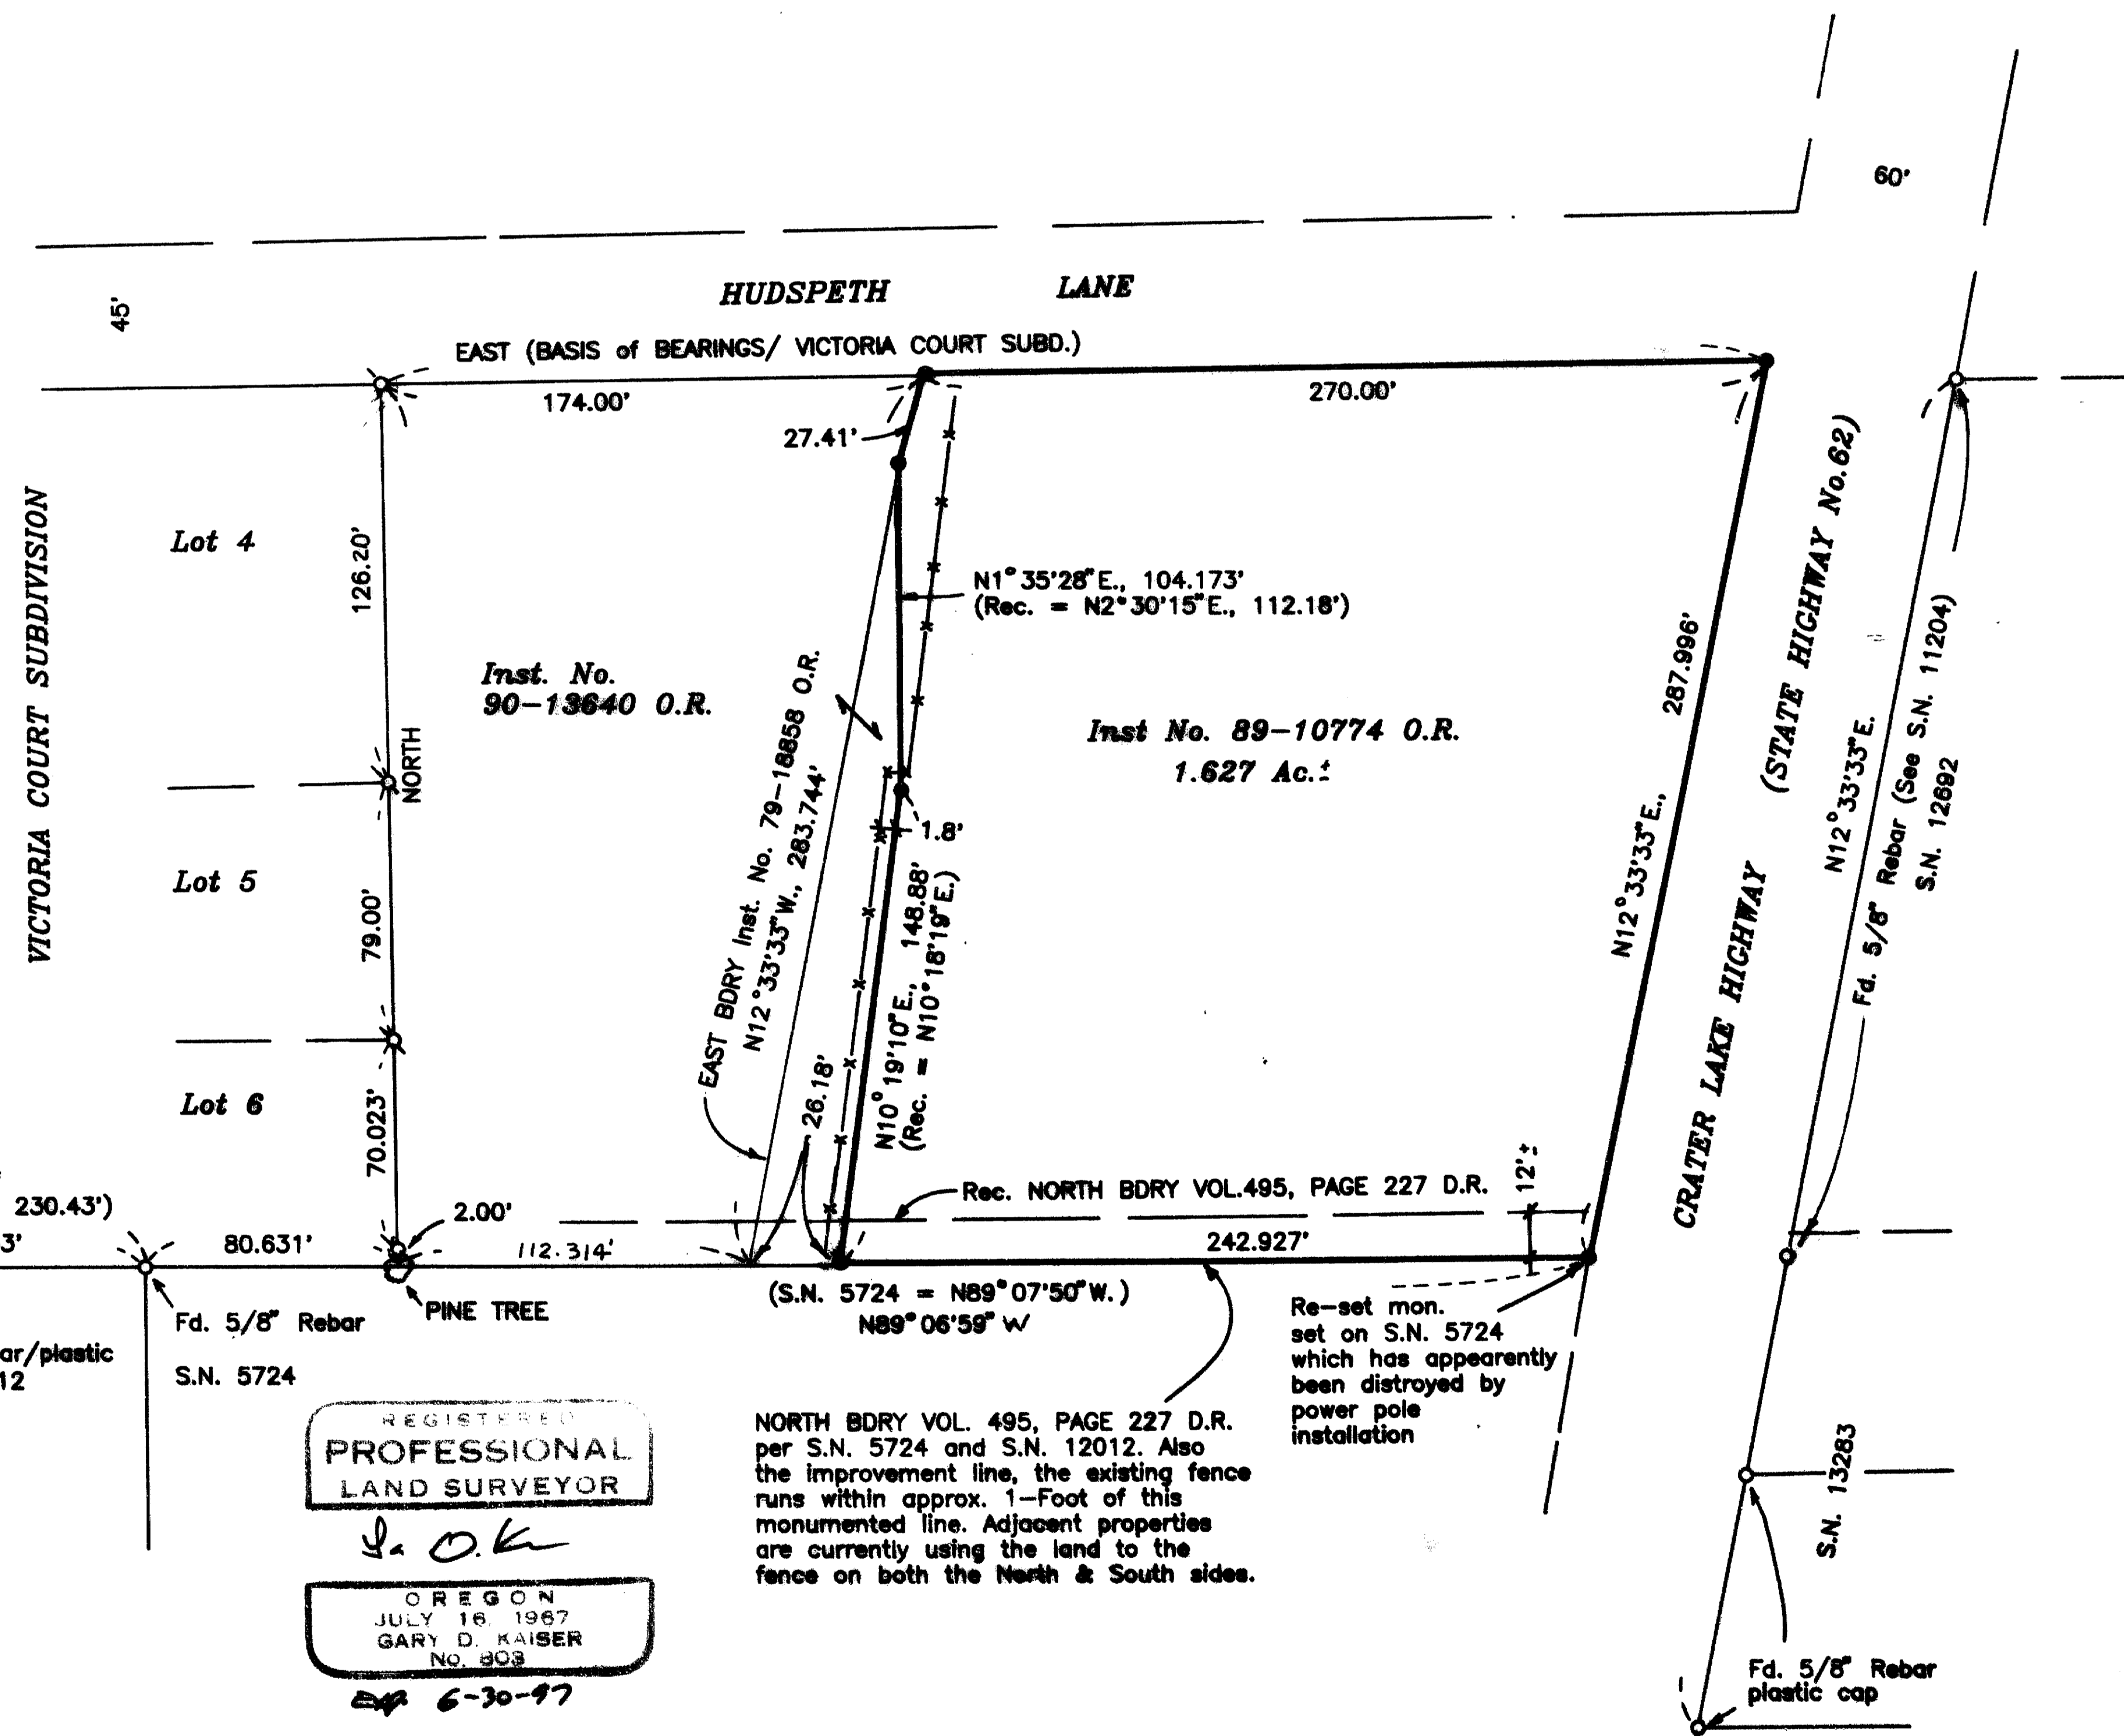 60'
HUDSPETH LANE
45'
EAST (BASIS of BEARINGS/ VICTORIA COURT SUBD.)
174.00'
270.00'
27.41'
VICTORIA COURT SUBDIVISION
Lot 4
126.20'
N1°35'28"E., 104.173'
(Rec. = N2°30'15"E., 112.18')
Inst. No.
90-13640 O.R.
NORTH
EAST BDRY Inst. No. 79-18858 O.R.
N12°33'33"W., 283.744'
Inst No. 89-10774 O.R.
1.627 Ac.±
N12°33'33"E., 287.996'
CRATER LAKE HIGHWAY (STATE HIGHWAY No.62)
N12°33'33"E.
Fd. 5/8" Rebar (See S.N. 11204)
S.N. 12692
1.8'
Lot 5
79.00'
N10°19'10"E., 148.88'
(Rec. = N10°18'19"E.)
26.18'
Lot 6
70.023'
Rec. NORTH BDRY VOL.495, PAGE 227 D.R.
12'±
230.43')
3'
80.631'
2.00'
112.314'
242.927'
PINE TREE
(S.N. 5724 = N89°07'50"W.)
N89°06'59" W
Fd. 5/8" Rebar
S.N. 5724
ar/plastic
12
Re-set mon.
set on S.N. 5724
which has appearently
been distroyed by
power pole
installation
NORTH BDRY VOL. 495, PAGE 227 D.R.
per S.N. 5724 and S.N. 12012. Also
the improvement line, the existing fence
runs within approx. 1-Foot of this
monumented line. Adjacent properties
are currently using the land to the
fence on both the North & South sides.
S.N. 13283
Fd. 5/8" Rebar
plastic cap
REGISTERED
PROFESSIONAL
LAND SURVEYOR
OREGON
JULY 16, 1967
GARY D. KAISER
No. 803
Exp 6-30-97